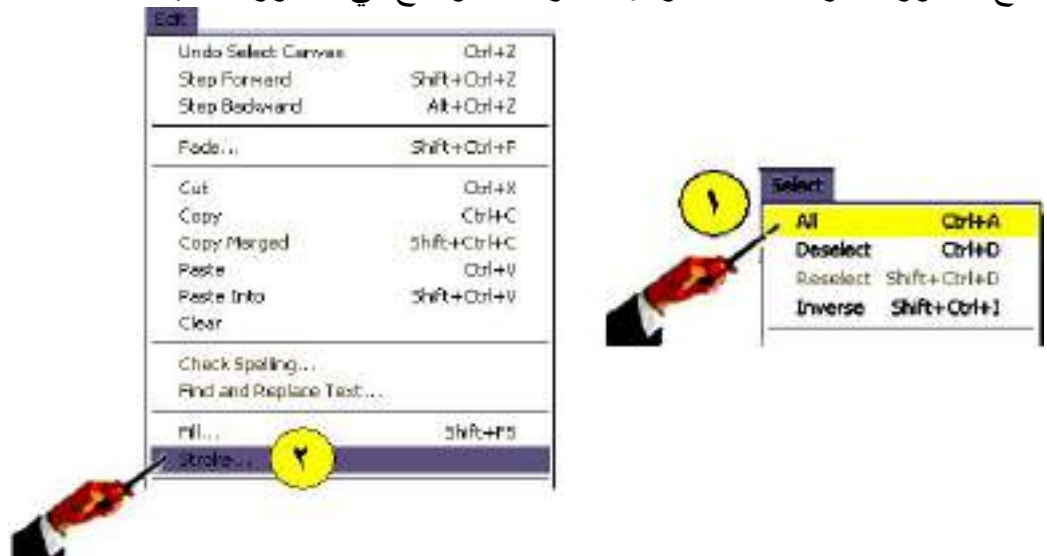 Edit
Undo Select Canvas Ctrl+Z
Step Forward Shift+Ctrl+Z
Step Backward Alt+Ctrl+Z
Fade... Shift+Ctrl+F
Cut Ctrl+X
Copy Ctrl+C
Copy Merged Shift+Ctrl+C
Paste Ctrl+V
Paste Into Shift+Ctrl+V
Clear
Check Spelling...
Find and Replace Text...
Fill... Shift+F5
Stroke...
٢
١
Select
All Ctrl+A
Deselect Ctrl+D
Reselect Shift+Ctrl+D
Inverse Shift+Ctrl+I